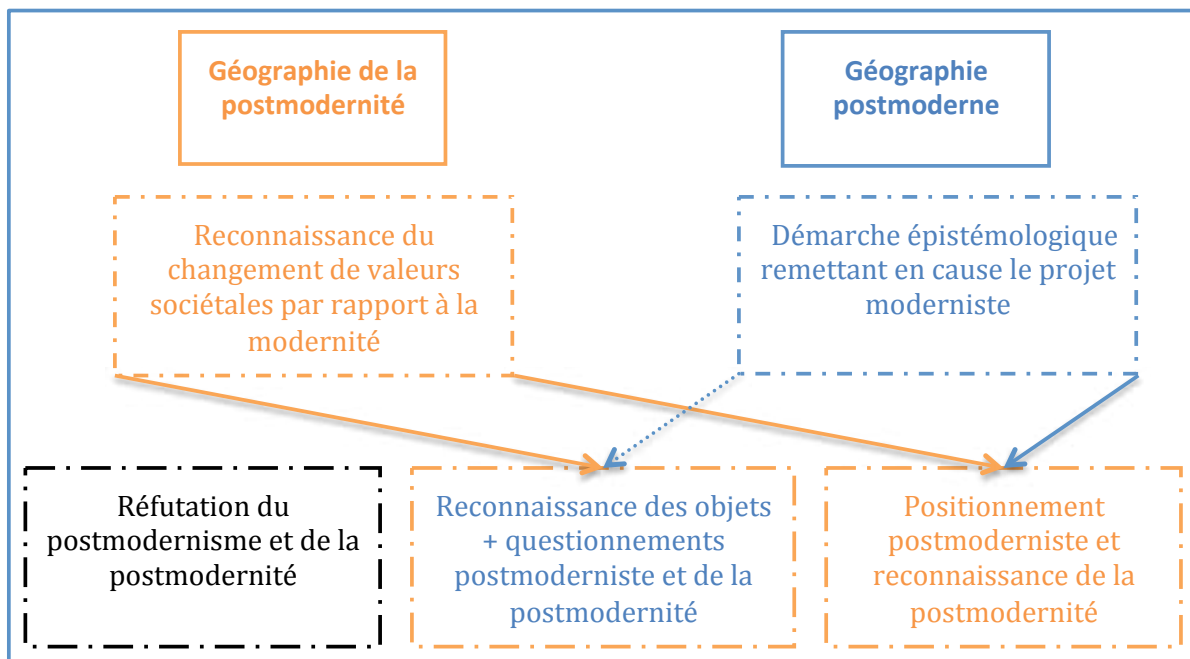 Géographie de la
postmodernité
Géographie
postmoderne
Reconnaissance du
changement de valeurs
sociétales par rapport à la
modernité
Démarche épistémologique
remettant en cause le projet
moderniste
Réfutation du
postmodernisme et de la
postmodernité
Reconnaissance des objets
+ questionnements
postmoderniste et de la
postmodernité
Positionnement
postmoderniste et
reconnaissance de la
postmodernité